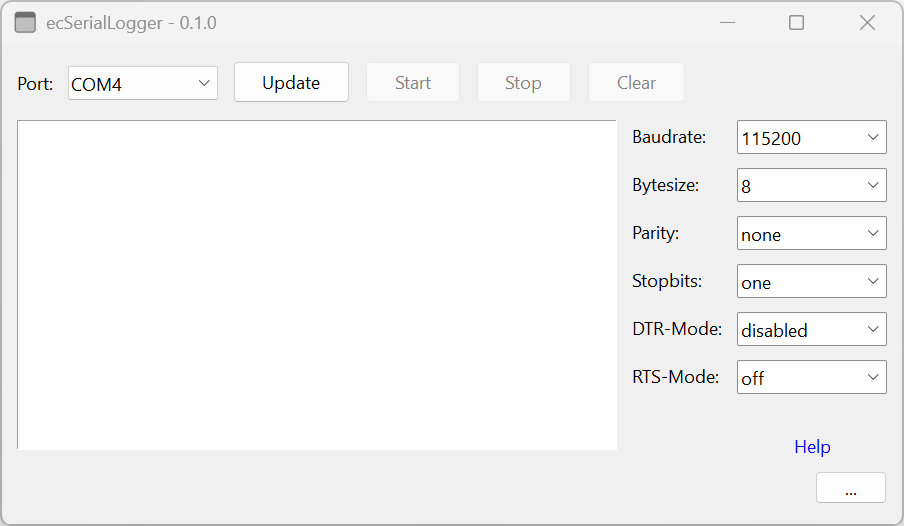 ecSerialLogger - 0.1.0
Port: COM4 Update Start Stop Clear
Baudrate: 115200
Bytesize: 8
Parity: none
Stopbits: one
DTR-Mode: disabled
RTS-Mode: off
Help
...